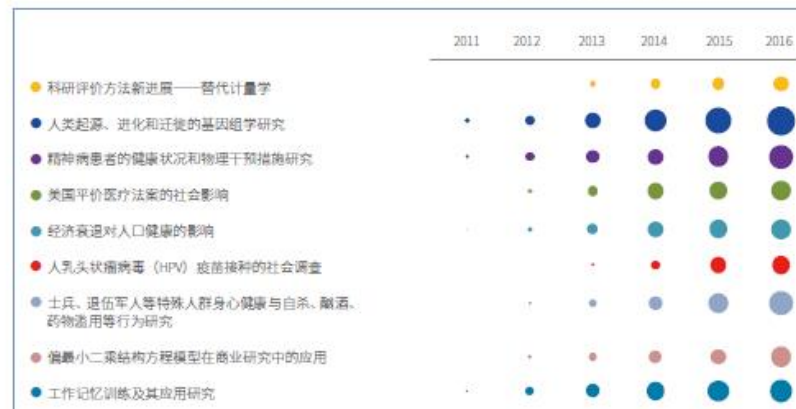 2011 2012 2013 2014 2015 2016
科研评价方法新进展——替代计量学
人类起源、进化和迁徙的基因组学研究
精神病患者的健康状况和物理干预措施研究
美国平价医疗法案的社会影响
经济衰退对人口健康的影响
人乳头状瘤病毒（HPV）疫苗接种的社会调查
士兵、退伍军人等特殊人群身心健康与自杀、酗酒、
药物滥用等行为研究
偏最小二乘结构方程模型在商业研究中的应用
工作记忆训练及其应用研究